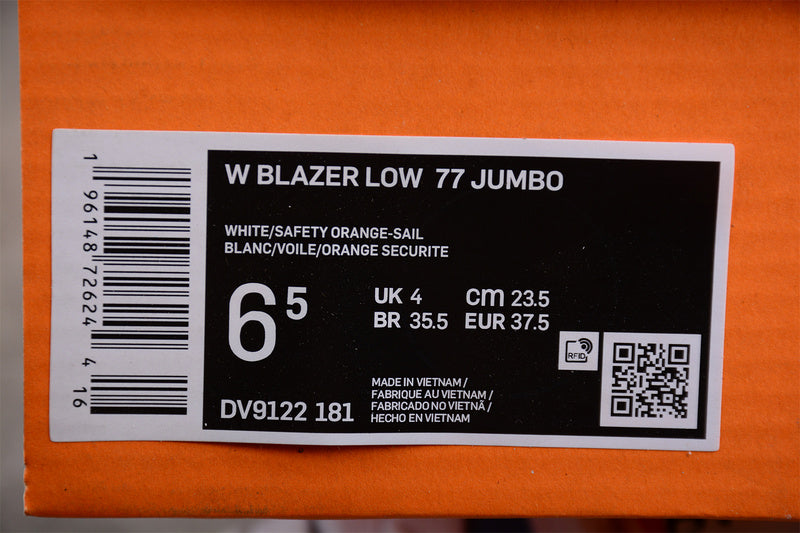 W BLAZER LOW 77 JUMBO
WHITE/SAFETY ORANGE-SAIL
BLANC/VOILE/ORANGE SECURITE
6 5
UK 4 cm 23.5
BR 35.5 EUR 37.5
RFID
MADE IN VIETNAM /
FABRIQUE AU VIETNAM /
FABRICADO NO VIETNÃ /
HECHO EN VIETNAM
DV9122 181
1 96148 72624 4 16